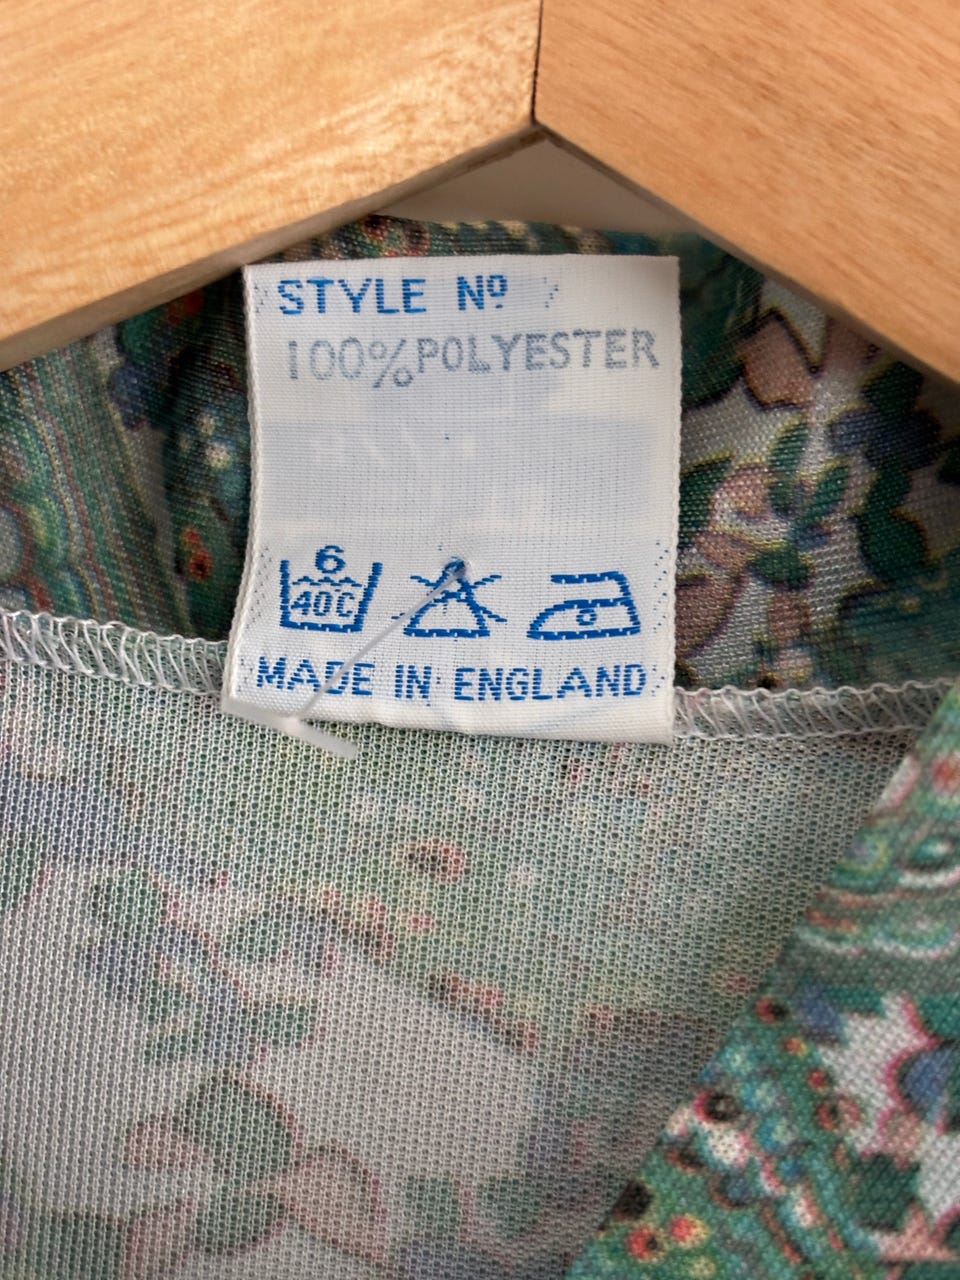 STYLE Nº
100% POLYESTER
6
40°C
MADE IN ENGLAND